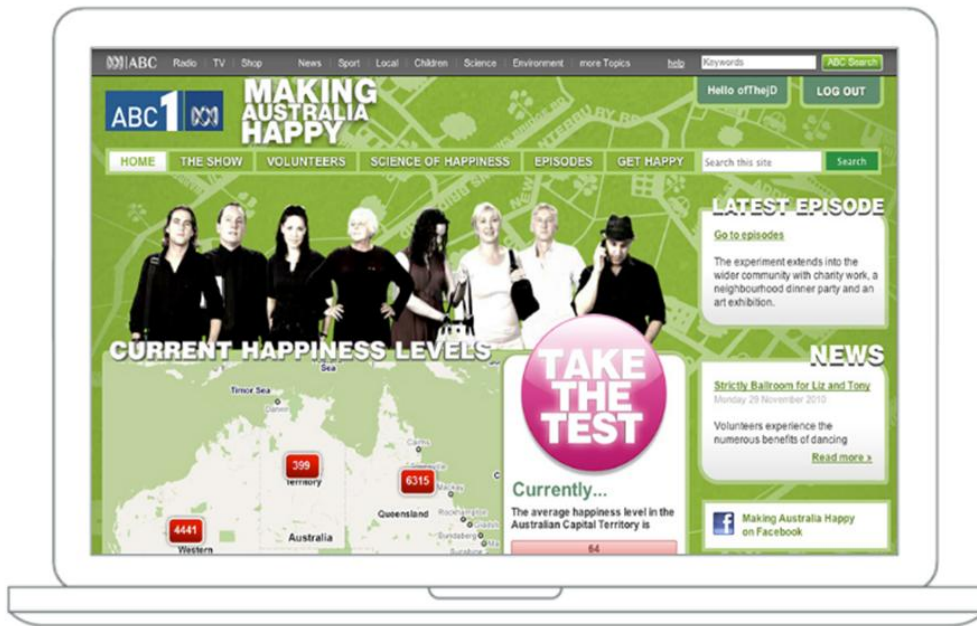 ABC Radio TV Shop News Sport Local Children Science Environment more Topics help Keywords ABC Search
ABC1
MAKING
AUSTRALIA
HAPPY
Hello ofThejD
LOG OUT
HOME THE SHOW VOLUNTEERS SCIENCE OF HAPPINESS EPISODES GET HAPPY Search this site Search
LATEST EPISODE
Go to episodes
The experiment extends into the
wider community with charity work, a
neighbourhood dinner party and an
art exhibition.
CURRENT HAPPINESS LEVELS
Sea
Timor Sea
Darwin
Cairns
399
Territory
6315
Mackay
Queensland
4441
Western
Australia
Bundaberg
TAKE
THE
TEST
Currently...
The average happiness level in the
Australian Capital Territory is
64
NEWS
Strictly Ballroom for Liz and Tony
Monday 29 November 2010
Volunteers experience the
numerous benefits of dancing
Read more »
Making Australia Happy
on Facebook